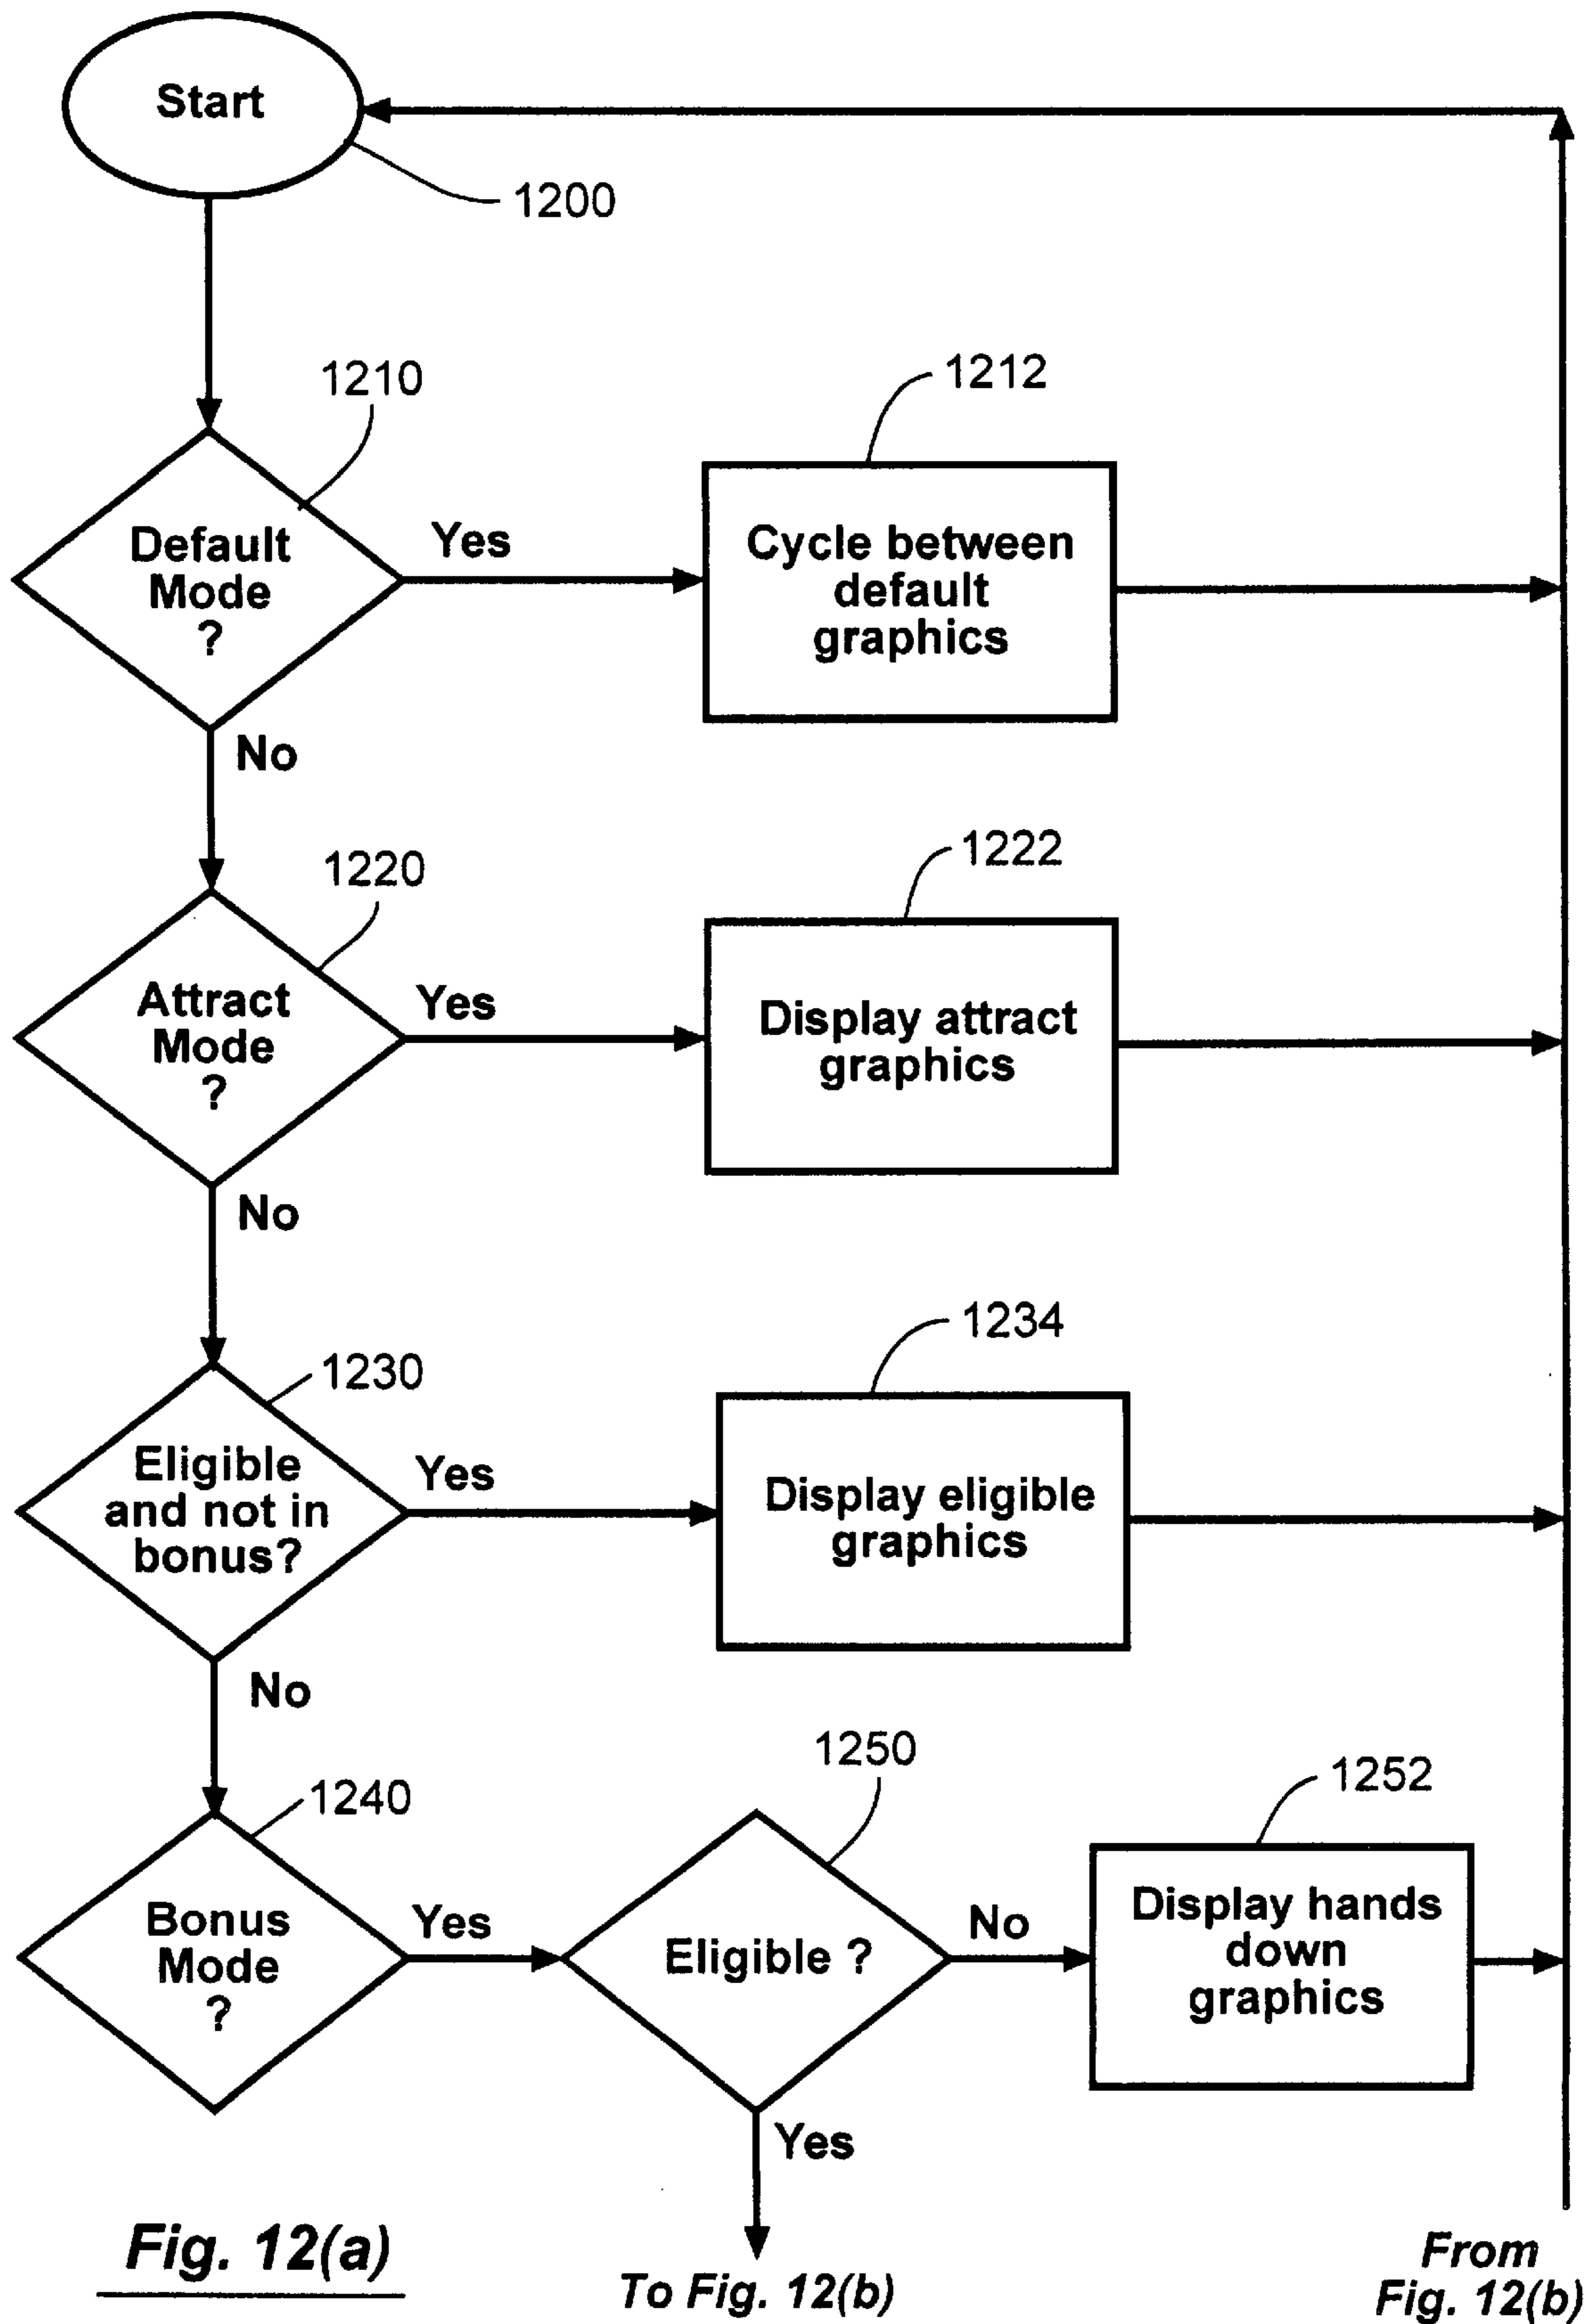 Start
1200
1210
Default
Mode
?
Yes
1212
Cycle between
default
graphics
No
1220
Attract
Mode
?
Yes
1222
Display attract
graphics
No
1230
Eligible
and not in
bonus?
Yes
1234
Display eligible
graphics
No
1240
Bonus
Mode
?
Yes
1250
Eligible ?
No
1252
Display hands
down
graphics
Yes
Fig. 12(a)
To Fig. 12(b)
From
Fig. 12(b)